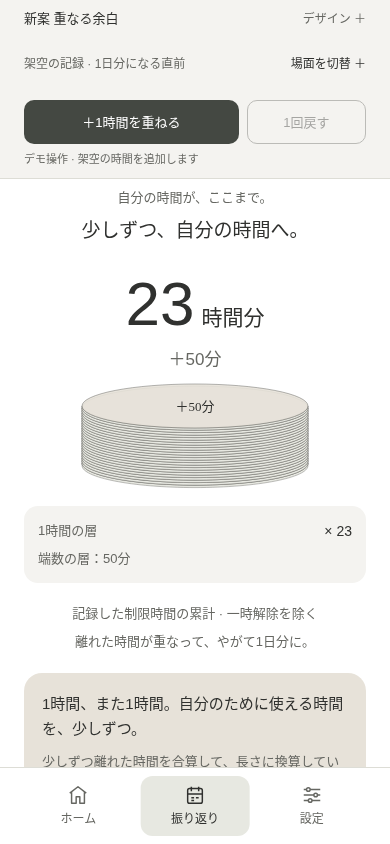 新案 重なる余白
デザイン ＋
架空の記録 · 1日分になる直前
場面を切替 ＋
＋1時間を重ねる
1回戻す
デモ操作 · 架空の時間を追加します
自分の時間が、ここまで。
少しずつ、自分の時間へ。
23 時間分
＋50分
＋50分
1時間の層
× 23
端数の層：50分
記録した制限時間の累計 · 一時解除を除く
離れた時間が重なって、やがて1日分に。
1時間、また1時間。自分のために使える時間
を、少しずつ。
少しずつ離れた時間を合算して、長さに換算してい
ホーム
振り返り
設定